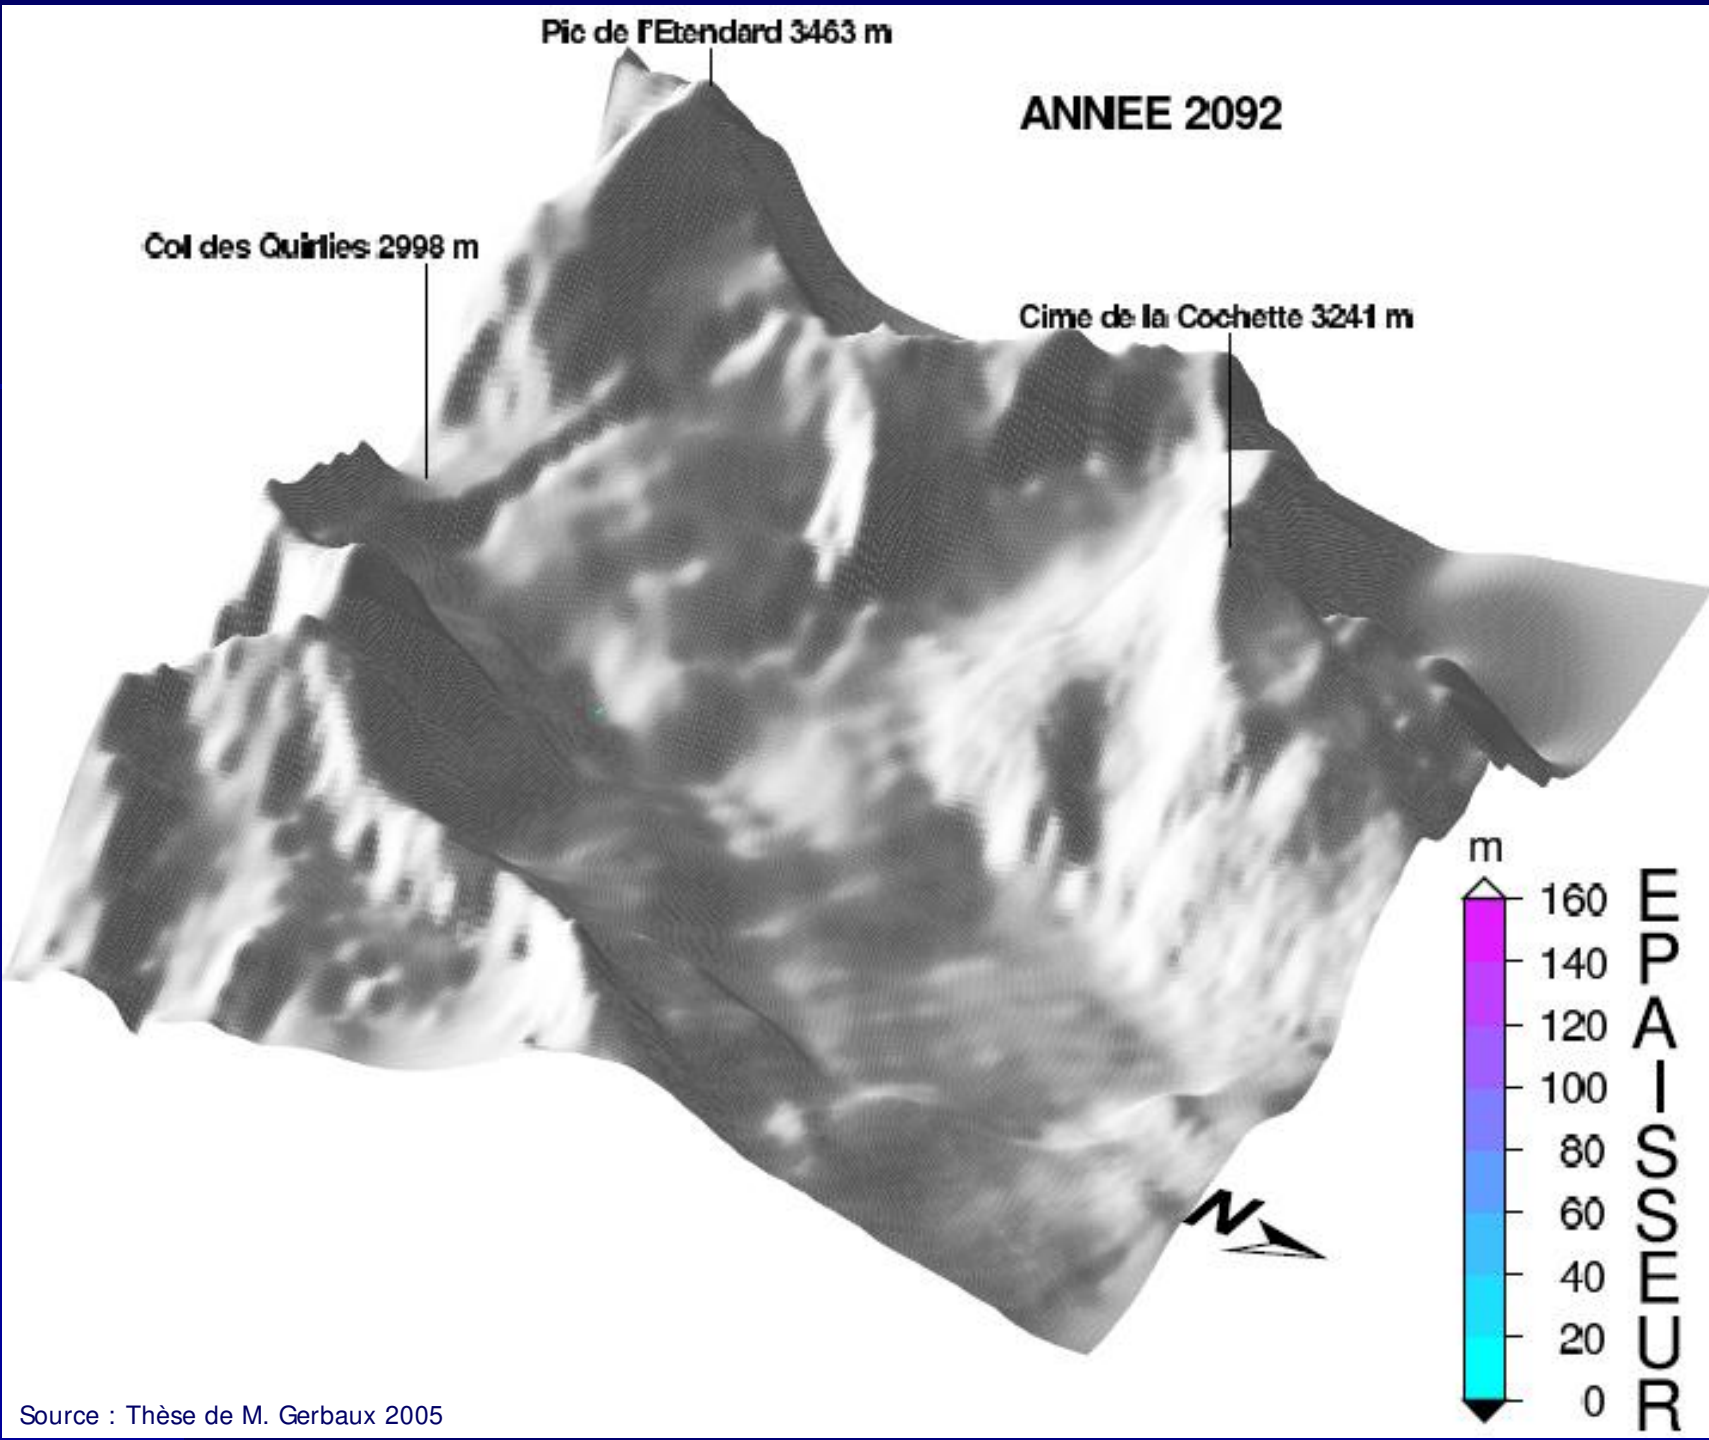 Pic de l'Etendard 3463 m
ANNEE 2092
Col des Quirlies 2998 m
Cime de la Cochette 3241 m
m
160
140
120
100
80
60
40
20
0
EPAISSEUR
N
Source : Thèse de M. Gerbaux 2005